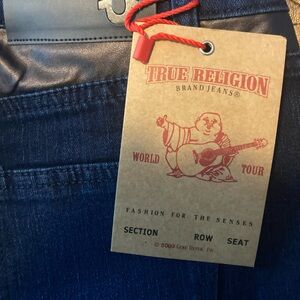 TRUE RELIGION
BRAND JEANS®
WORLD TOUR
FASHION FOR THE SENSES
SECTION ROW SEAT